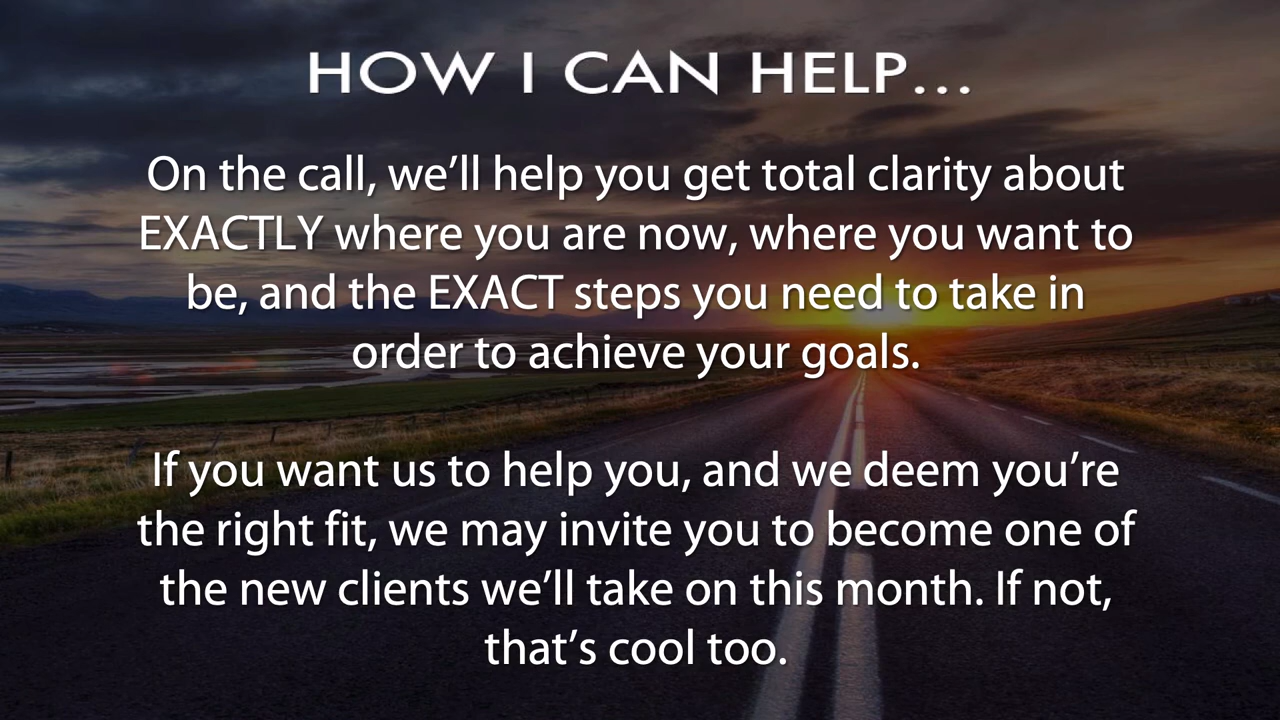 HOW I CAN HELP...
On the call, we’ll help you get total clarity about
EXACTLY where you are now, where you want to
be, and the EXACT steps you need to take in
order to achieve your goals.
If you want us to help you, and we deem you’re
the right fit, we may invite you to become one of
the new clients we’ll take on this month. If not,
that’s cool too.